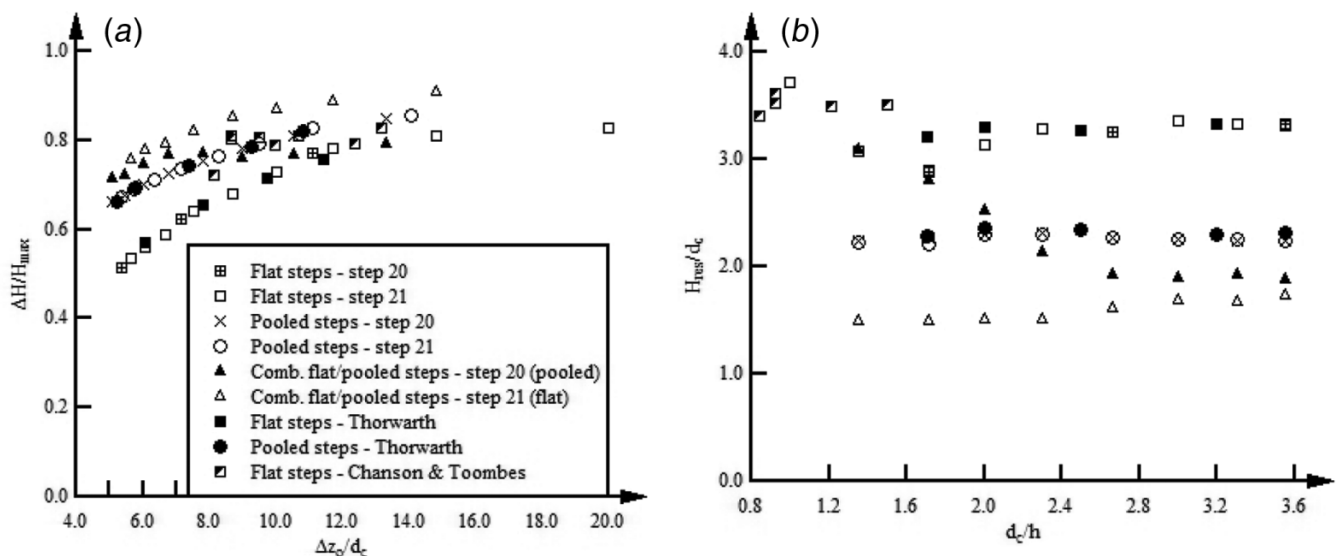 (a)
1.0
0.8
0.6
0.4
0.2
0.0
ΔH/Hmax
4.0 6.0 8.0 10.0 12.0 14.0 16.0 18.0 20.0
Δzo/dc
Flat steps - step 20
Flat steps - step 21
Pooled steps - step 20
Pooled steps - step 21
Comb. flat/pooled steps - step 20 (pooled)
Comb. flat/pooled steps - step 21 (flat)
Flat steps - Thorwarth
Pooled steps - Thorwarth
Flat steps - Chanson & Toombes
(b)
4.0
3.0
2.0
1.0
0.0
Hres/dc
0.8 1.2 1.6 2.0 2.4 2.8 3.2 3.6
dc/h